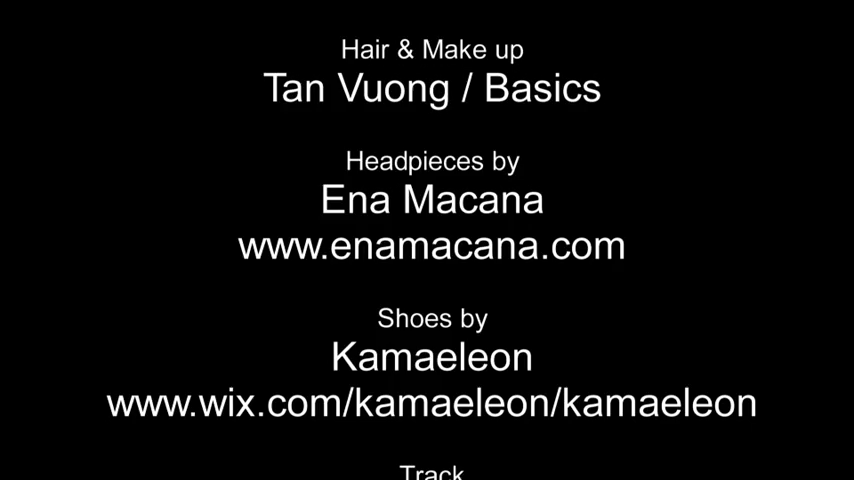 Hair & Make up
Tan Vuong / Basics
Headpieces by
Ena Macana
www.enamacana.com
Shoes by
Kamaeleon
www.wix.com/kamaeleon/kamaeleon
Track